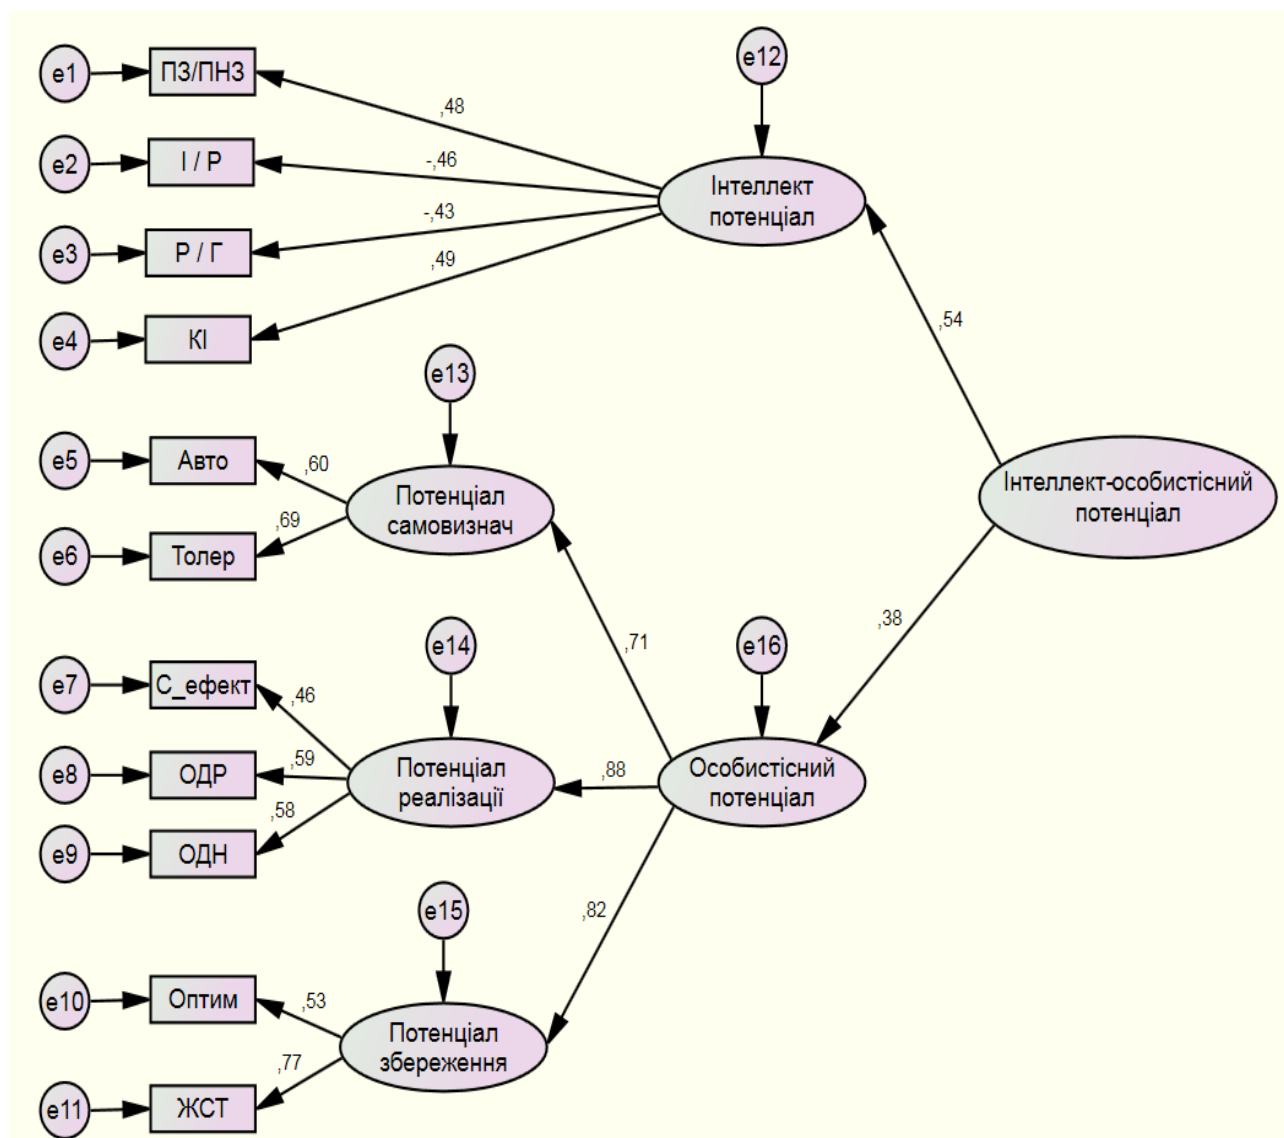 e1
ПЗ/ПНЗ
e12
,48
e2
І / Р
-,46
Інтеллект
потенціал
-,43
e3
Р / Г
,49
e4
КІ
,54
e13
e5
Авто
,60
Потенціал
самовизнач
Інтеллект-особистісний
потенціал
,69
e6
Толер
,38
,71
e14
e16
e7
С_ефект
,46
e8
ОДР
,59
Потенціал
реалізації
,88
Особистісний
потенціал
,58
e9
ОДН
e15
,82
e10
Оптим
,53
Потенціал
збереження
,77
e11
ЖСТ